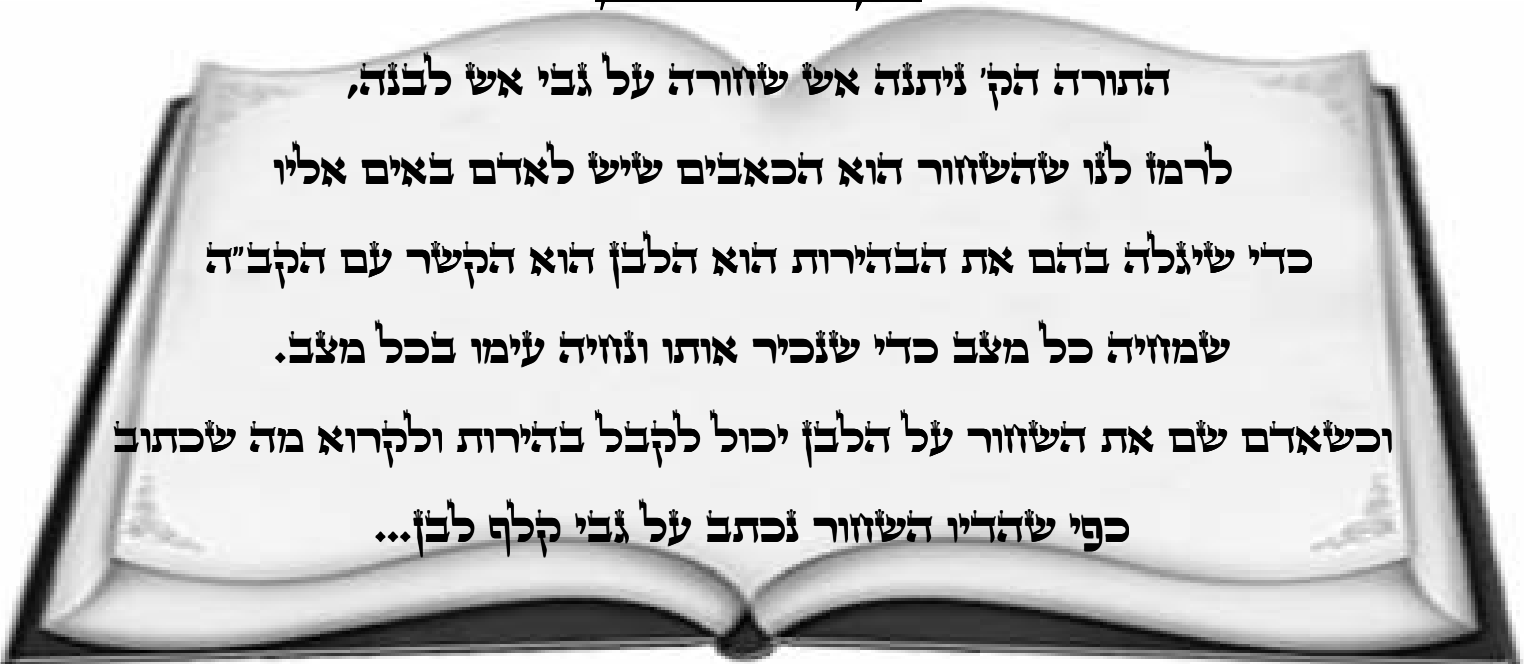 התורה הק' ניתנה אש שחורה על גבי אש לבנה,
לרמז לנו שהשחור הוא הכאבים שיש לאדם באים אליו
כדי שיגלה בהם את הבהירות הוא הלבן הוא הקשר עם הקב"ה
שמחיה כל מצב כדי שנכיר אותו ונחיה עימו בכל מצב.
וכשאדם שם את השחור על הלבן יכול לקבל בהירות ולקרוא מה שכתוב
כפי שהדיו השחור נכתב על גבי קלף לבן...